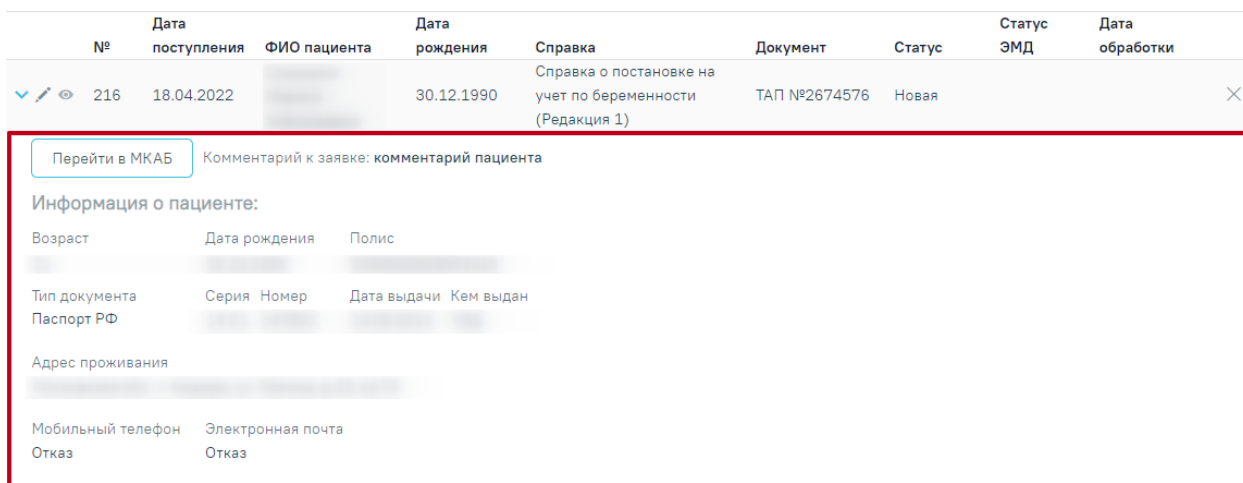 № Дата поступления ФИО пациента Дата рождения Справка Документ Статус Статус ЭМД Дата обработки
216 18.04.2022 30.12.1990 Справка о постановке на учет по беременности (Редакция 1) ТАП №2674576 Новая
Перейти в МКАБ Комментарий к заявке: комментарий пациента
Информация о пациенте:
Возраст Дата рождения Полис
Тип документа Серия Номер Дата выдачи Кем выдан
Паспорт РФ
Адрес проживания
Мобильный телефон Электронная почта
Отказ Отказ